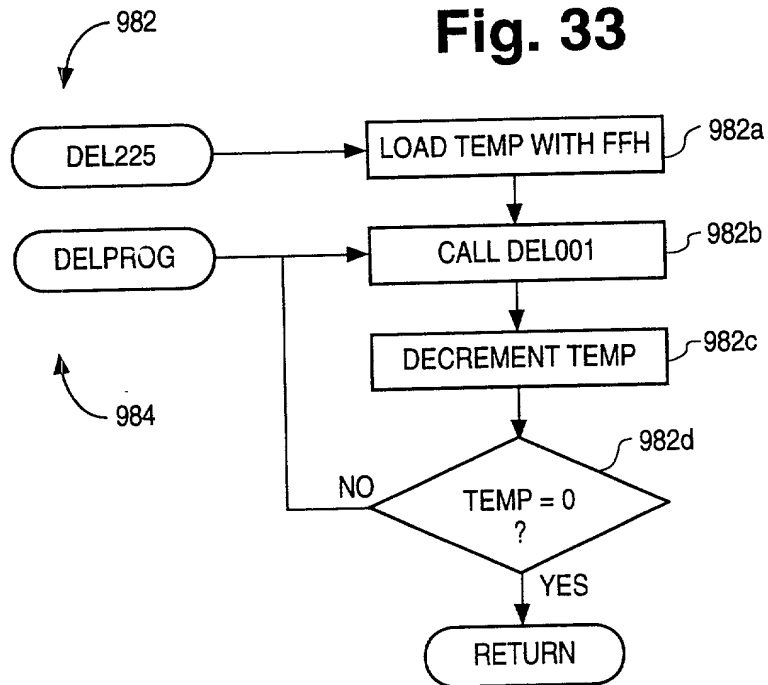 982
Fig. 33
DEL225
LOAD TEMP WITH FFH
982a
DELPROG
CALL DEL001
982b
DECREMENT TEMP
982c
984
982d
NO
TEMP = 0
?
YES
RETURN